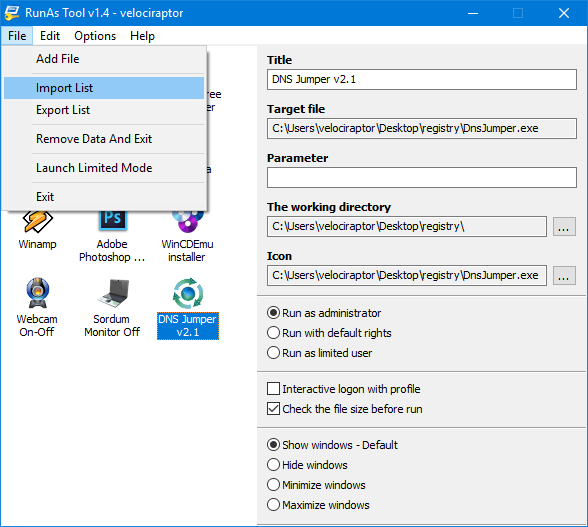 RunAs Tool v1.4 - velociraptor
File Edit Options Help
Add File
Import List
Export List
Remove Data And Exit
Launch Limited Mode
Exit
ree
er
a
Winamp
Adobe
Photoshop ...
WinCDEmu
installer
Webcam
On-Off
Sordum
Monitor Off
DNS Jumper
v2.1
Title
DNS Jumper v2.1
Target file
C:\Users\velociraptor\Desktop\registry\DnsJumper.exe
Parameter
The working directory
C:\Users\velociraptor\Desktop\registry\
...
Icon
C:\Users\velociraptor\Desktop\registry\DnsJumper.exe
...
Run as administrator
Run with default rights
Run as limited user
Interactive logon with profile
Check the file size before run
Show windows - Default
Hide windows
Minimize windows
Maximize windows